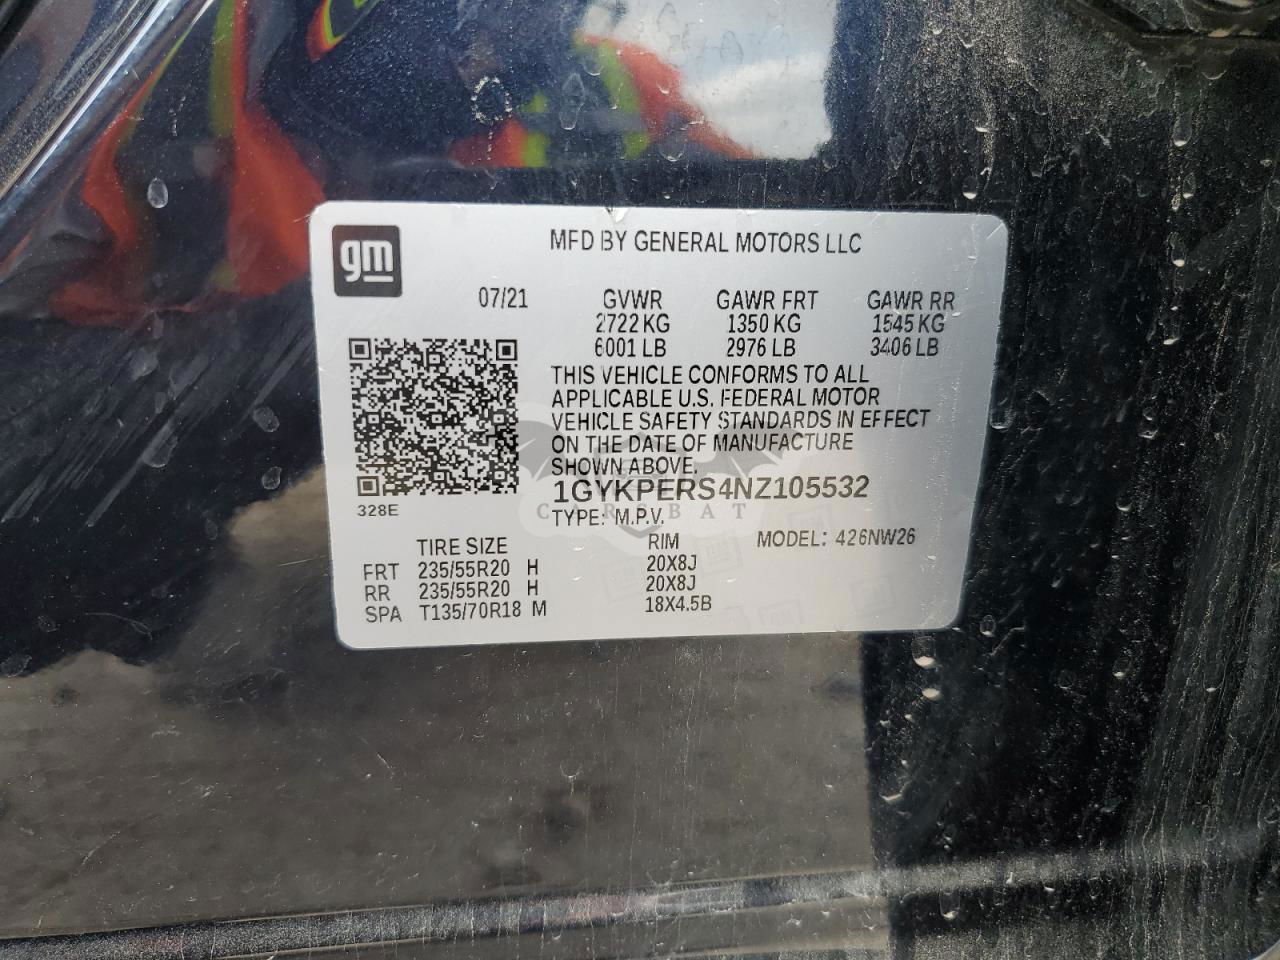 gm
MFD BY GENERAL MOTORS LLC
07/21 GVWR GAWR FRT GAWR RR
2722 KG 1350 KG 1545 KG
6001 LB 2976 LB 3406 LB
THIS VEHICLE CONFORMS TO ALL
APPLICABLE U.S. FEDERAL MOTOR
VEHICLE SAFETY STANDARDS IN EFFECT
ON THE DATE OF MANUFACTURE
SHOWN ABOVE.
1GYKPERS4NZ105532
328E
CARSBAT
TYPE: M.P.V. MODEL: 426NW26
TIRE SIZE RIM
FRT 235/55R20 H 20X8J
RR 235/55R20 H 20X8J
SPA T135/70R18 M 18X4.5B